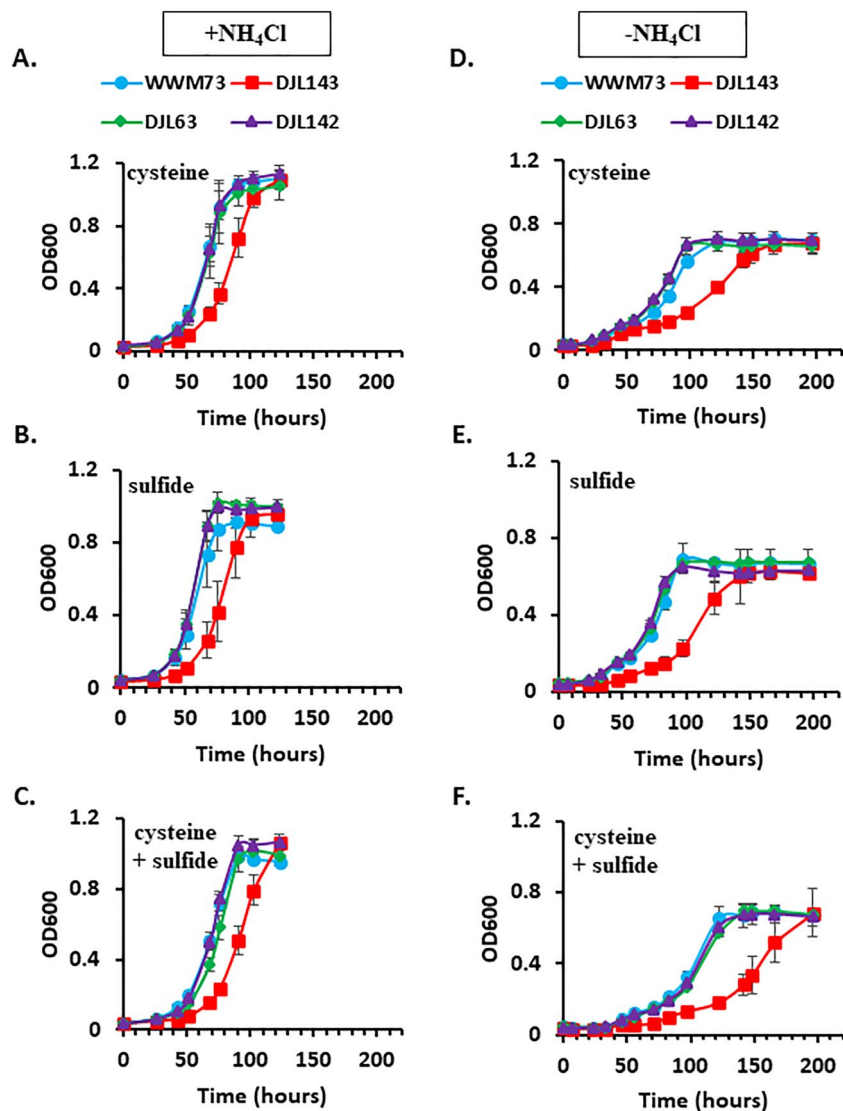 +NH₄Cl
A.
WWM73 DJL143
DJL63 DJL142
cysteine
1.2
0.8
0.4
0
OD600
0 50 100 150 200
Time (hours)
B.
sulfide
1.2
0.8
0.4
0
OD600
0 50 100 150 200
Time (hours)
C.
cysteine
+ sulfide
1.2
0.8
0.4
0
OD600
0 50 100 150 200
Time (hours)
-NH₄Cl
D.
WWM73 DJL143
DJL63 DJL142
cysteine
1.2
0.8
0.4
0
OD600
0 50 100 150 200
Time (hours)
E.
sulfide
1.2
0.8
0.4
0
OD600
0 50 100 150 200
Time (hours)
F.
cysteine
+ sulfide
1.2
0.8
0.4
0
OD600
0 50 100 150 200
Time (hours)